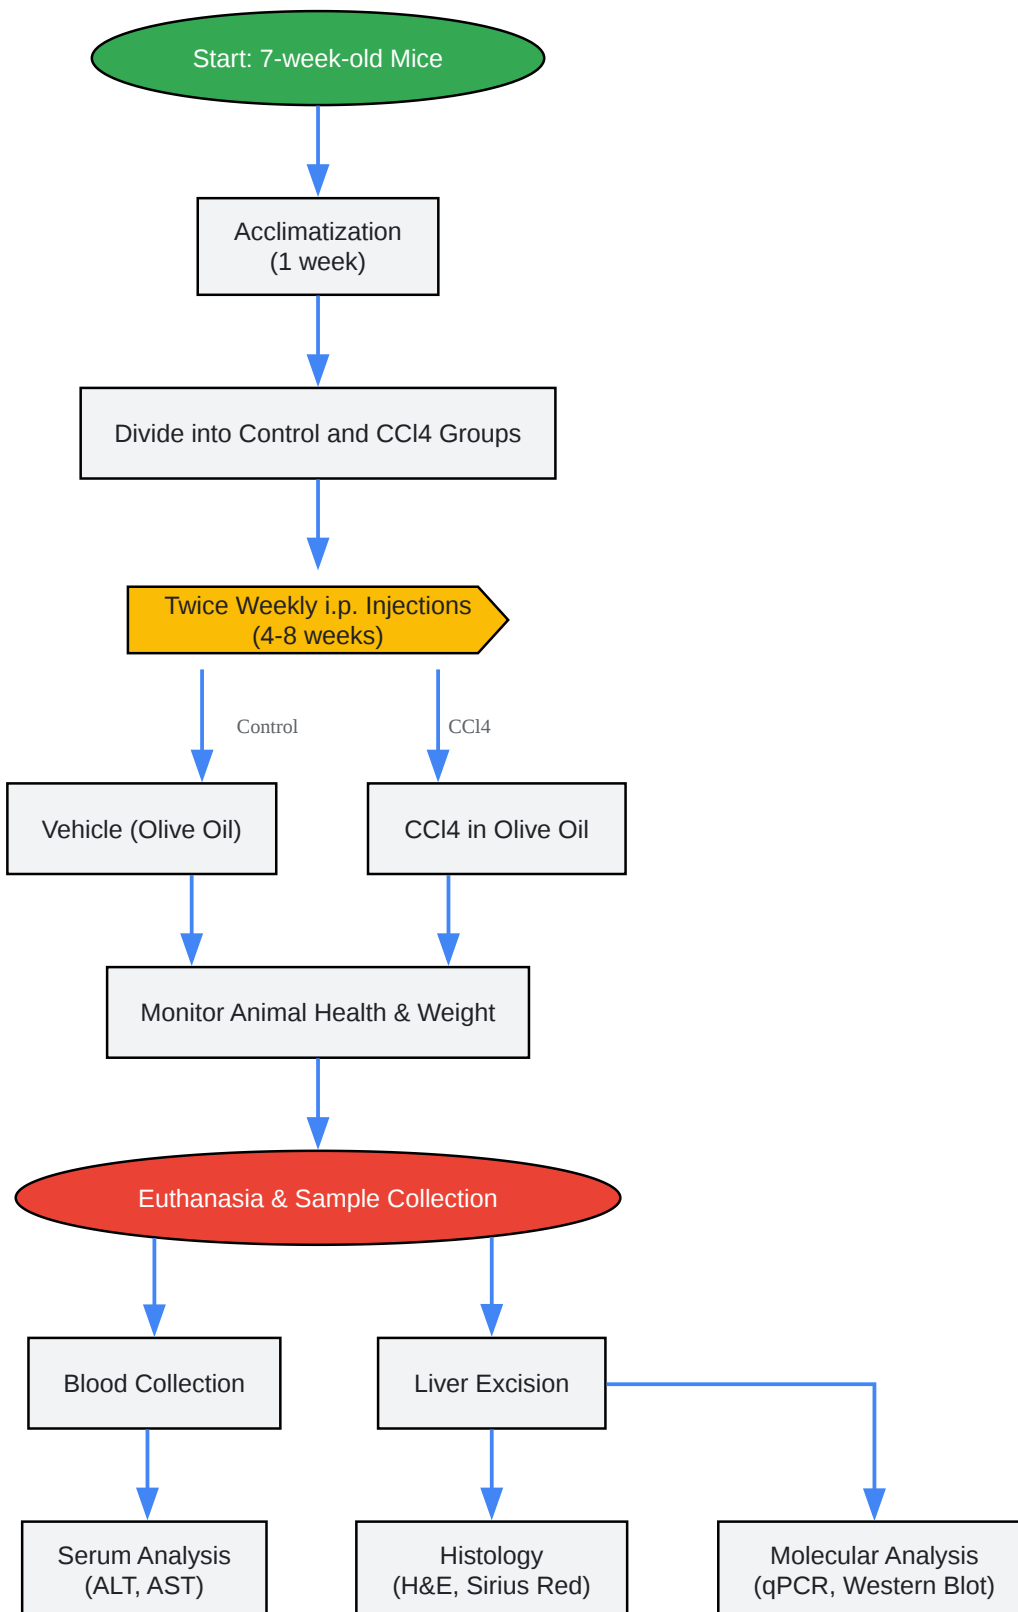 Start: 7-week-old Mice
Acclimatization
(1 week)
Divide into Control and CCl4 Groups
Twice Weekly i.p. Injections
(4-8 weeks)
Control
CCl4
Vehicle (Olive Oil)
CCl4 in Olive Oil
Monitor Animal Health & Weight
Euthanasia & Sample Collection
Blood Collection
Liver Excision
Serum Analysis
(ALT, AST)
Histology
(H&E, Sirius Red)
Molecular Analysis
(qPCR, Western Blot)